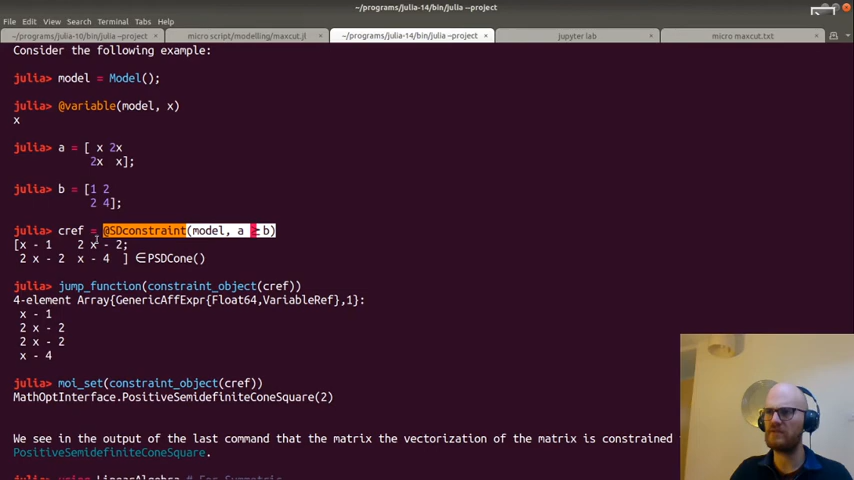 ~/programs/julia-14/bin/julia --project
File Edit View Search Terminal Tabs Help
~/programs/julia-10/bin/julia --project × micro script/modelling/maxcut.jl × ~/programs/julia-14/bin/julia --project × jupyter lab × micro maxcut.txt ×
Consider the following example:
julia> model = Model();
julia> @variable(model, x)
x
julia> a = [ x 2x
2x x];
julia> b = [1 2
2 4];
julia> cref = @SDconstraint(model, a ≥ b)
[x - 1 2 x - 2;
2 x - 2 x - 4 ] ∈ PSDCone()
julia> jump_function(constraint_object(cref))
4-element Array{GenericAffExpr{Float64,VariableRef},1}:
x - 1
2 x - 2
2 x - 2
x - 4
julia> moi_set(constraint_object(cref))
MathOptInterface.PositiveSemidefiniteConeSquare(2)
We see in the output of the last command that the matrix the vectorization of the matrix is constrained
PositiveSemidefiniteConeSquare.
julia> using LinearAlgebra # For Symmetric